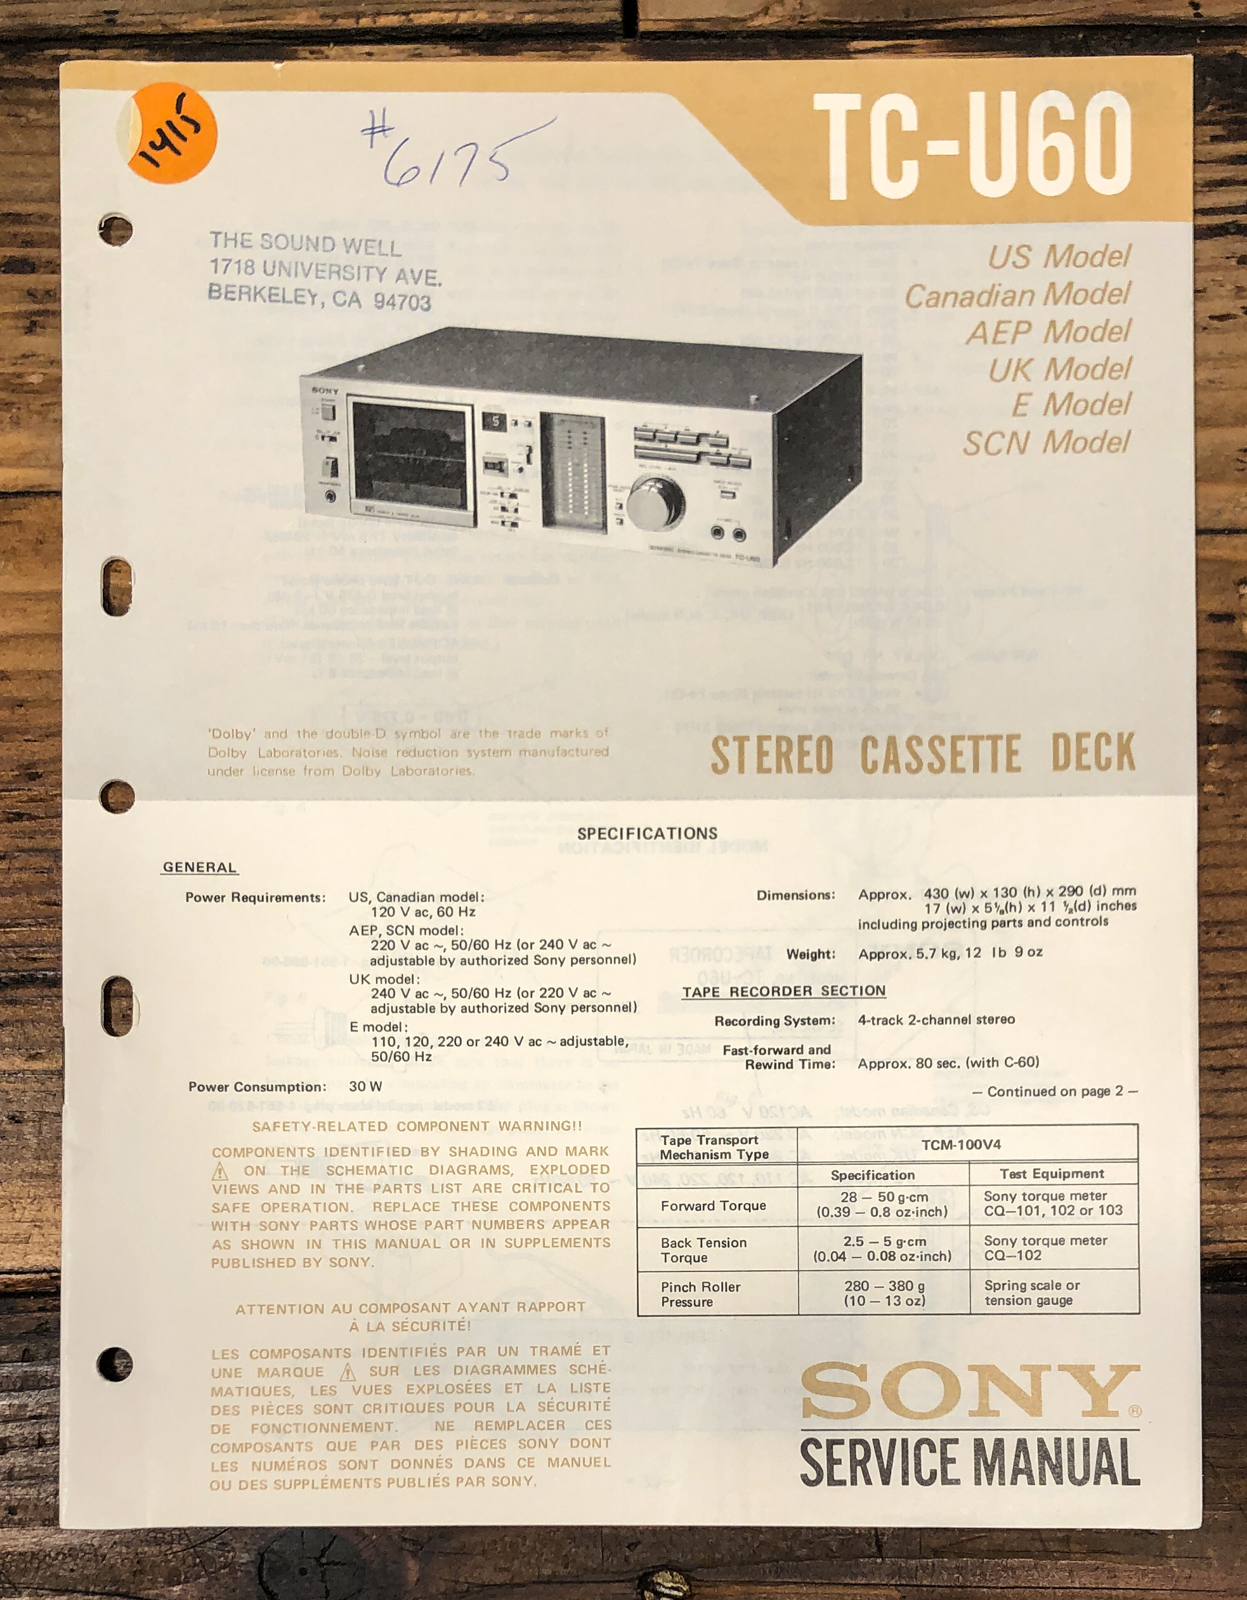 1415
# 6175
TC-U60
THE SOUND WELL
1718 UNIVERSITY AVE.
BERKELEY, CA 94703
US Model
Canadian Model
AEP Model
UK Model
E Model
SCN Model
SONY
TC-U60
'Dolby' and the double-D symbol are the trade marks of
Dolby Laboratories. Noise reduction system manufactured
under license from Dolby Laboratories.
STEREO CASSETTE DECK
SPECIFICATIONS
GENERAL
Power Requirements: US, Canadian model:
120 V ac, 60 Hz
AEP, SCN model:
220 V ac ~, 50/60 Hz (or 240 V ac ~
adjustable by authorized Sony personnel)
UK model:
240 V ac ~, 50/60 Hz (or 220 V ac ~
adjustable by authorized Sony personnel)
E model:
110, 120, 220 or 240 V ac ~ adjustable,
50/60 Hz
Power Consumption: 30 W
Dimensions: Approx. 430 (w) x 130 (h) x 290 (d) mm
17 (w) x 5⅛(h) x 11 ½(d) inches
including projecting parts and controls
Weight: Approx. 5.7 kg, 12 lb 9 oz
TAPE RECORDER SECTION
Recording System: 4-track 2-channel stereo
Fast-forward and
Rewind Time: Approx. 80 sec. (with C-60)
— Continued on page 2 —
SAFETY-RELATED COMPONENT WARNING!!
COMPONENTS IDENTIFIED BY SHADING AND MARK
⚠ ON THE SCHEMATIC DIAGRAMS, EXPLODED
VIEWS AND IN THE PARTS LIST ARE CRITICAL TO
SAFE OPERATION. REPLACE THESE COMPONENTS
WITH SONY PARTS WHOSE PART NUMBERS APPEAR
AS SHOWN IN THIS MANUAL OR IN SUPPLEMENTS
PUBLISHED BY SONY.
ATTENTION AU COMPOSANT AYANT RAPPORT
À LA SÉCURITÉ!
LES COMPOSANTS IDENTIFIÉS PAR UN TRAMÉ ET
UNE MARQUE ⚠ SUR LES DIAGRAMMES SCHÉ-
MATIQUES, LES VUES EXPLOSÉES ET LA LISTE
DES PIÈCES SONT CRITIQUES POUR LA SÉCURITÉ
DE FONCTIONNEMENT. NE REMPLACER CES
COMPOSANTS QUE PAR DES PIÈCES SONY DONT
LES NUMÉROS SONT DONNÉS DANS CE MANUEL
OU DES SUPPLÉMENTS PUBLIÉS PAR SONY.
Tape Transport
Mechanism Type TCM-100V4
Specification Test Equipment
Forward Torque 28 — 50 g·cm
(0.39 — 0.8 oz·inch) Sony torque meter
CQ—101, 102 or 103
Back Tension
Torque 2.5 — 5 g·cm
(0.04 — 0.08 oz·inch) Sony torque meter
CQ—102
Pinch Roller
Pressure 280 — 380 g
(10 — 13 oz) Spring scale or
tension gauge
SONY®
SERVICE MANUAL